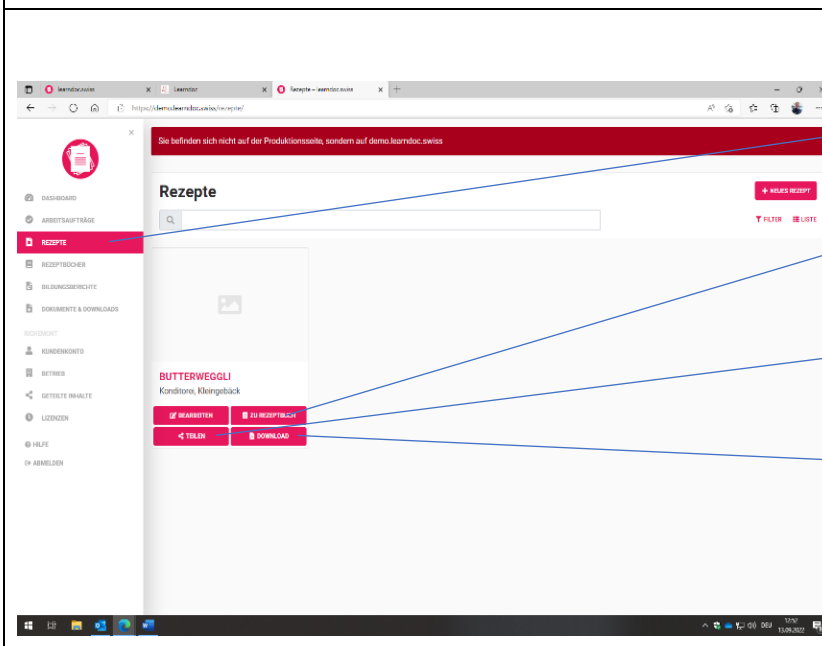 learndoc.swiss
Learndoc
Rezepte – learndoc.swiss
https://demo.learndoc.swiss/rezepte/
Sie befinden sich nicht auf der Produktionsseite, sondern auf demo.learndoc.swiss
DASHBOARD
ARBEITSAUFTRÄGE
REZEPTE
REZEPTBÜCHER
BILDUNGSBERICHTE
DOKUMENTE & DOWNLOADS
KUNDENKONTO
BETRIEB
GETEILTE INHALTE
LIZENZEN
HILFE
ABMELDEN
Rezepte
+ NEUES REZEPT
FILTER LISTE
BUTTERWEGGLI
Konditorei, Kleingebäck
BEARBEITEN ZU REZEPTBUCH
TEILEN DOWNLOAD
DEU 12:52
13.09.2022